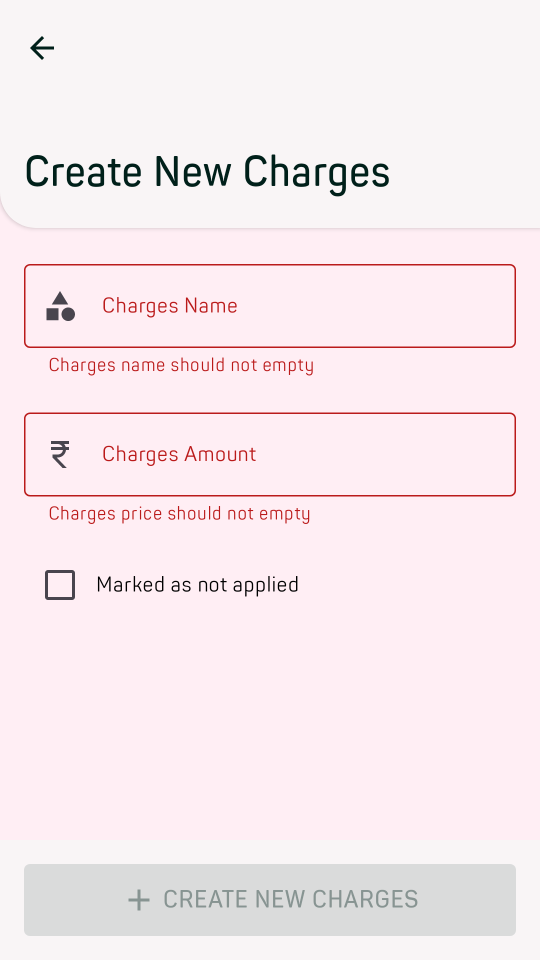 Create New Charges
Charges Name
Charges name should not empty
₹
Charges Amount
Charges price should not empty
Marked as not applied
+ CREATE NEW CHARGES